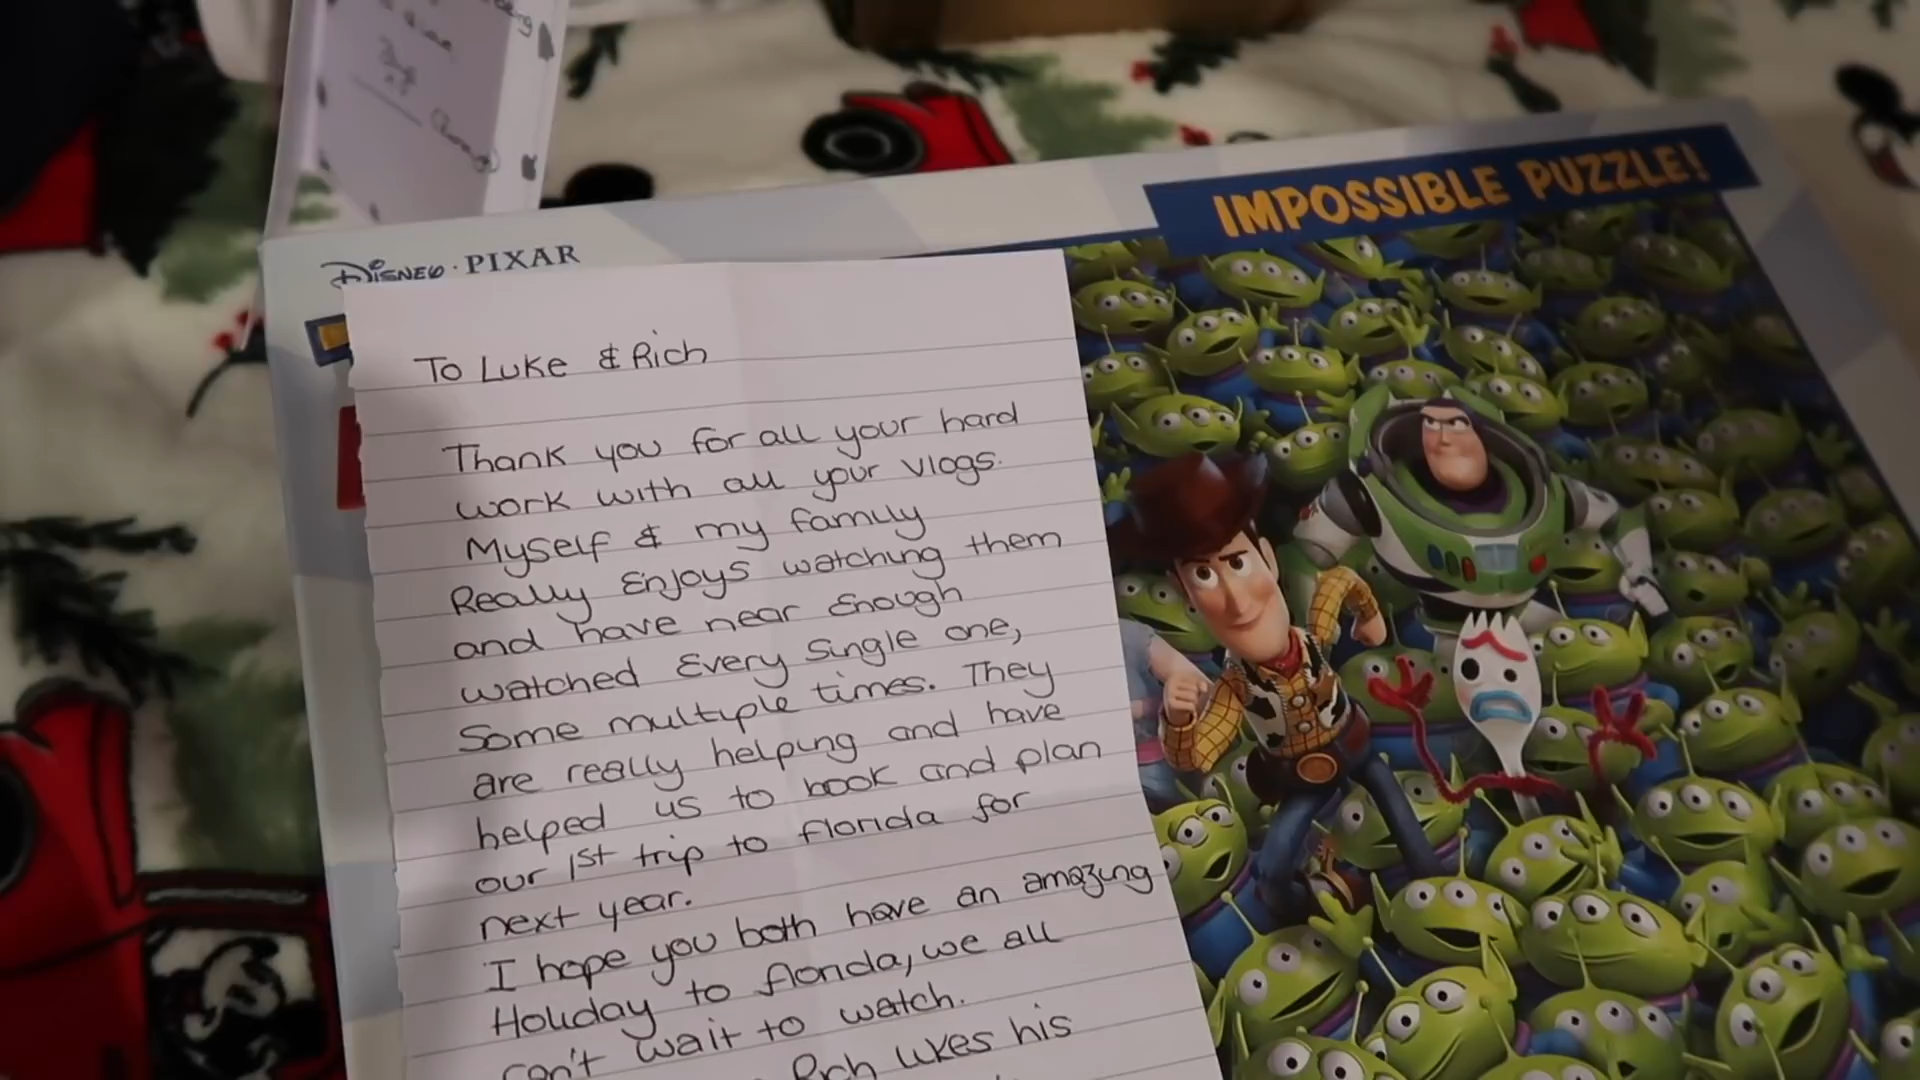 Disney · PIXAR
IMPOSSIBLE PUZZLE!
To Luke & Rich
Thank you for all your hard
work with all your vlogs.
Myself & my family
Really Enjoys watching them
and have near Enough
watched Every single one,
Some multiple times. They
are really helping and have
helped us to book and plan
our 1st trip to florida for
next year.
I hope you both have an amazing
Holiday to florida, we all
can't wait to watch.
Rich likes his